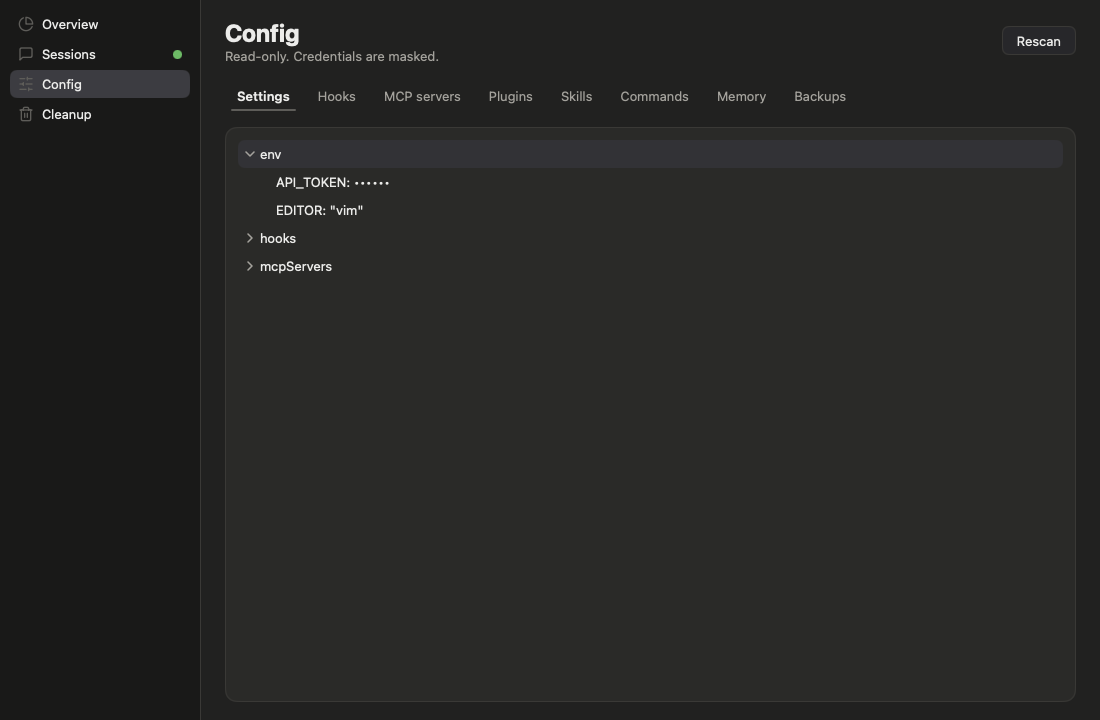 Overview
Sessions
Config
Cleanup
Config
Read-only. Credentials are masked.
Rescan
Settings Hooks MCP servers Plugins Skills Commands Memory Backups
env
API_TOKEN: ••••••
EDITOR: "vim"
hooks
mcpServers